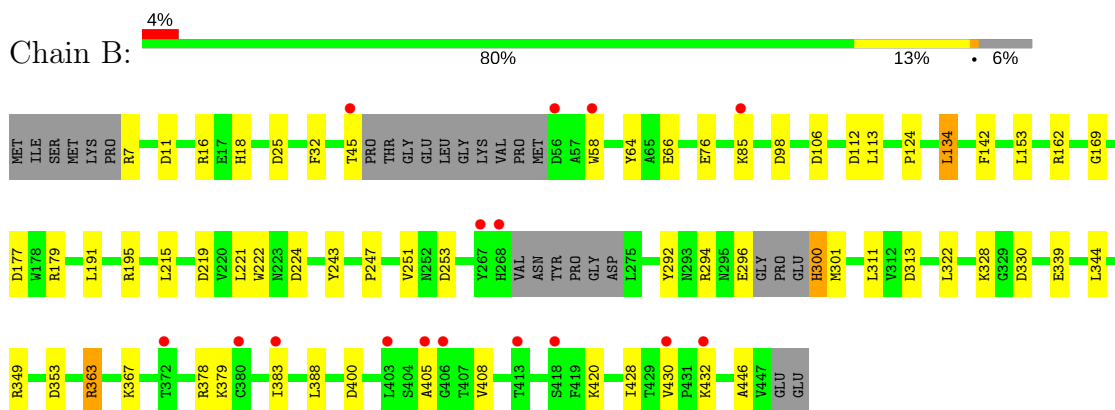 4%
Chain B:
80% 13% • 6%
MET ILE SER MET LYS PRO R7 D11 R16 E17 H18 D25 F32 T45 PRO THR GLY GLU LEU GLY LYS VAL PRO MET D56 A57 W58 Y64 A65 E66 E76 K85 D98 D106 D112 L113 P124 L134 F142 L153 R162 G169
D177 W178 R179 L191 R195 L215 D219 V220 L221 W222 N223 D224 Y243 P247 V251 N252 D253 Y267 H268 VAL ASN TYR PRO GLY ASP L275 Y292 N293 R294 N295 E296 GLY PRO GLU H300 M301 L311 V312 D313 L322 K328 G329 D330 E339 L344
R349 D353 R363 K367 T372 R378 K379 C380 I383 L388 D400 L403 S404 A405 G406 T407 V408 T413 S418 F419 K420 I428 T429 V430 P431 K432 A446 V447 GLU GLU